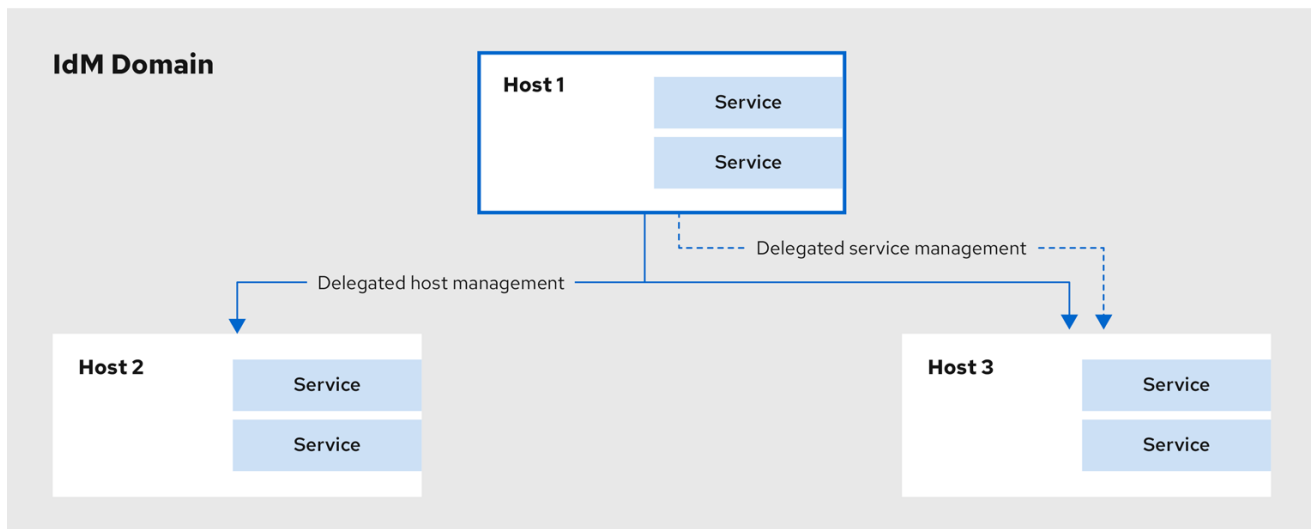 IdM Domain
Host 1
Service
Service
Delegated service management
Delegated host management
Host 2
Service
Service
Host 3
Service
Service